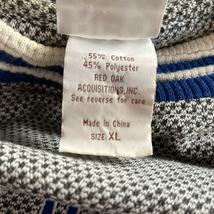 55% Cotton
45% Polyester
RED OAK
ACQUISITIONS, INC.
See reverse for care
Made in China
SIZE: XL